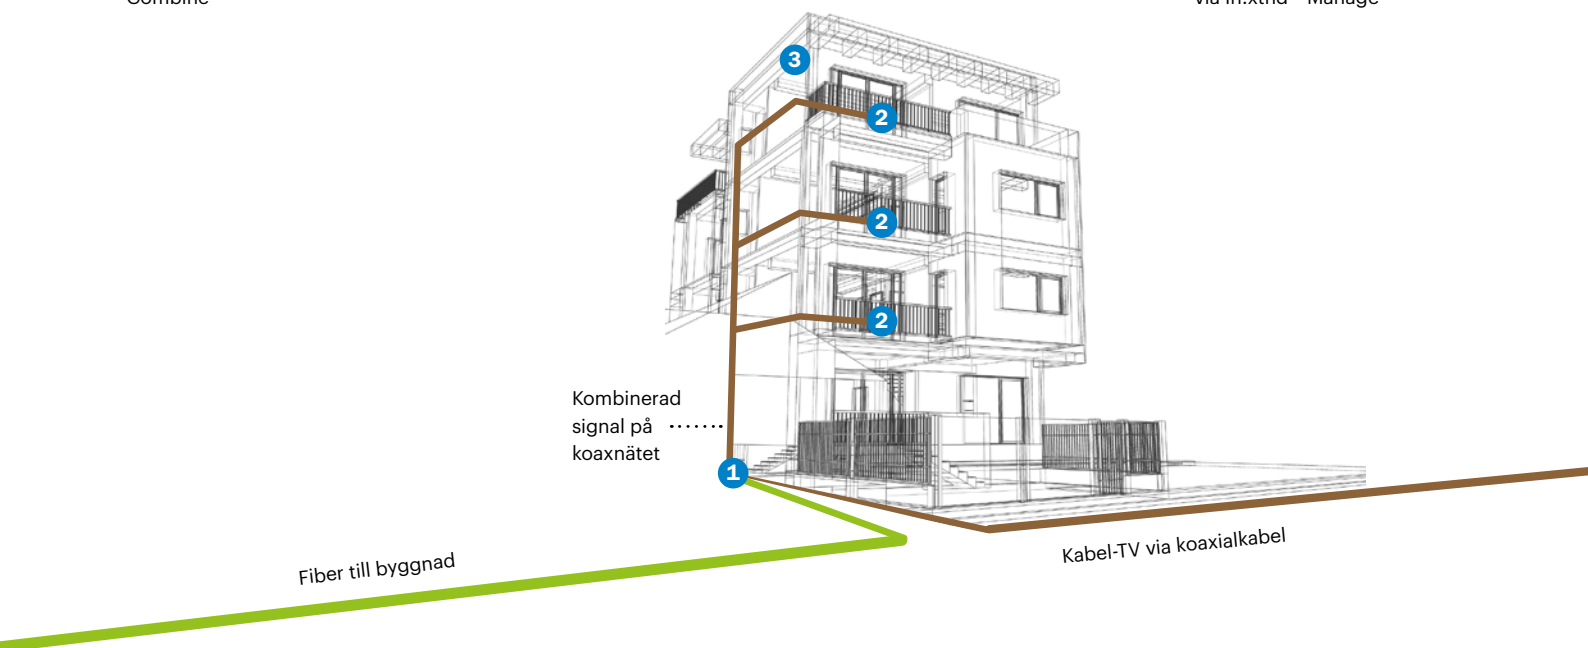 3
2
2
2
Kombinerad
signal på
koaxnätet
1
Fiber till byggnad
Kabel-TV via koaxialkabel